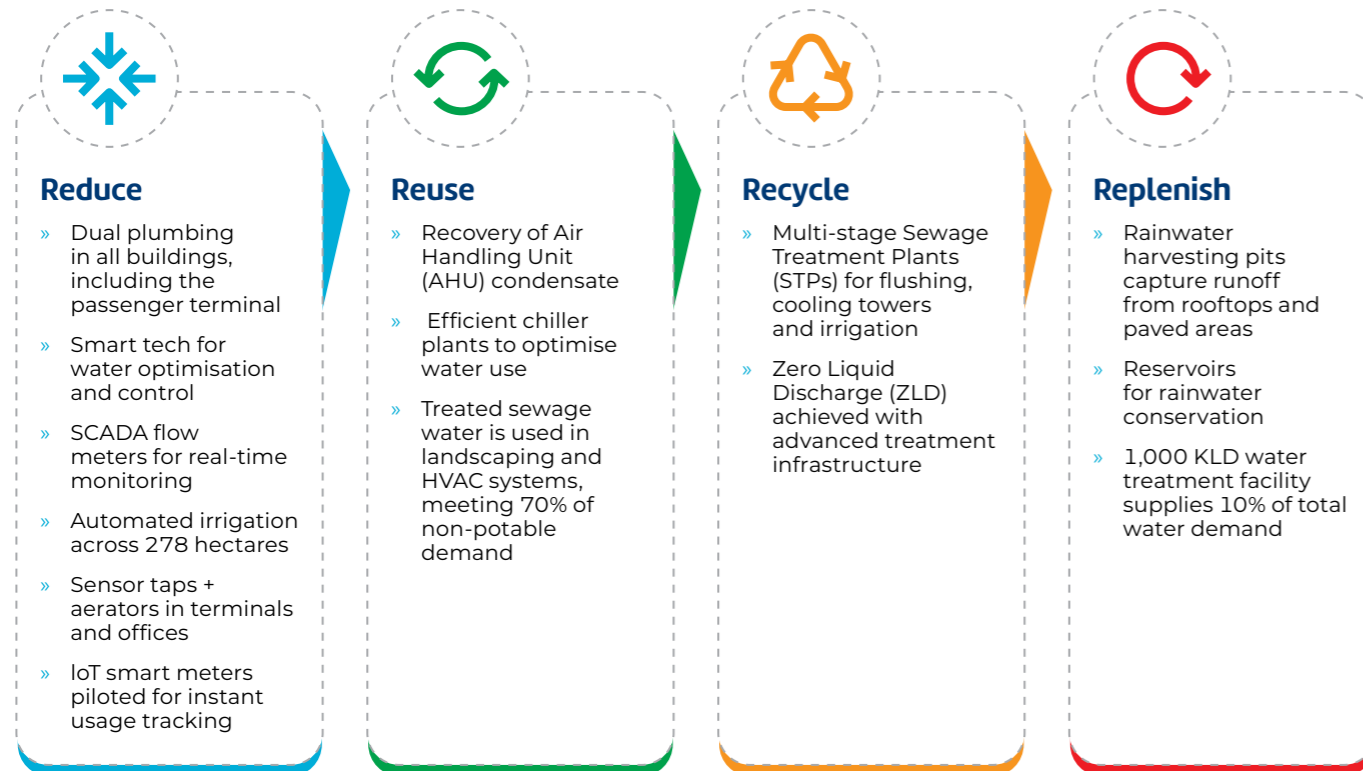 Reduce
» Dual plumbing
in all buildings,
including the
passenger terminal
» Smart tech for
water optimisation
and control
» SCADA flow
meters for real-time
monitoring
» Automated irrigation
across 278 hectares
» Sensor taps +
aerators in terminals
and offices
» IoT smart meters
piloted for instant
usage tracking
Reuse
» Recovery of Air
Handling Unit
(AHU) condensate
» Efficient chiller
plants to optimise
water use
» Treated sewage
water is used in
landscaping and
HVAC systems,
meeting 70% of
non-potable
demand
Recycle
» Multi-stage Sewage
Treatment Plants
(STPs) for flushing,
cooling towers
and irrigation
» Zero Liquid
Discharge (ZLD)
achieved with
advanced treatment
infrastructure
Replenish
» Rainwater
harvesting pits
capture runoff
from rooftops and
paved areas
» Reservoirs
for rainwater
conservation
» 1,000 KLD water
treatment facility
supplies 10% of total
water demand